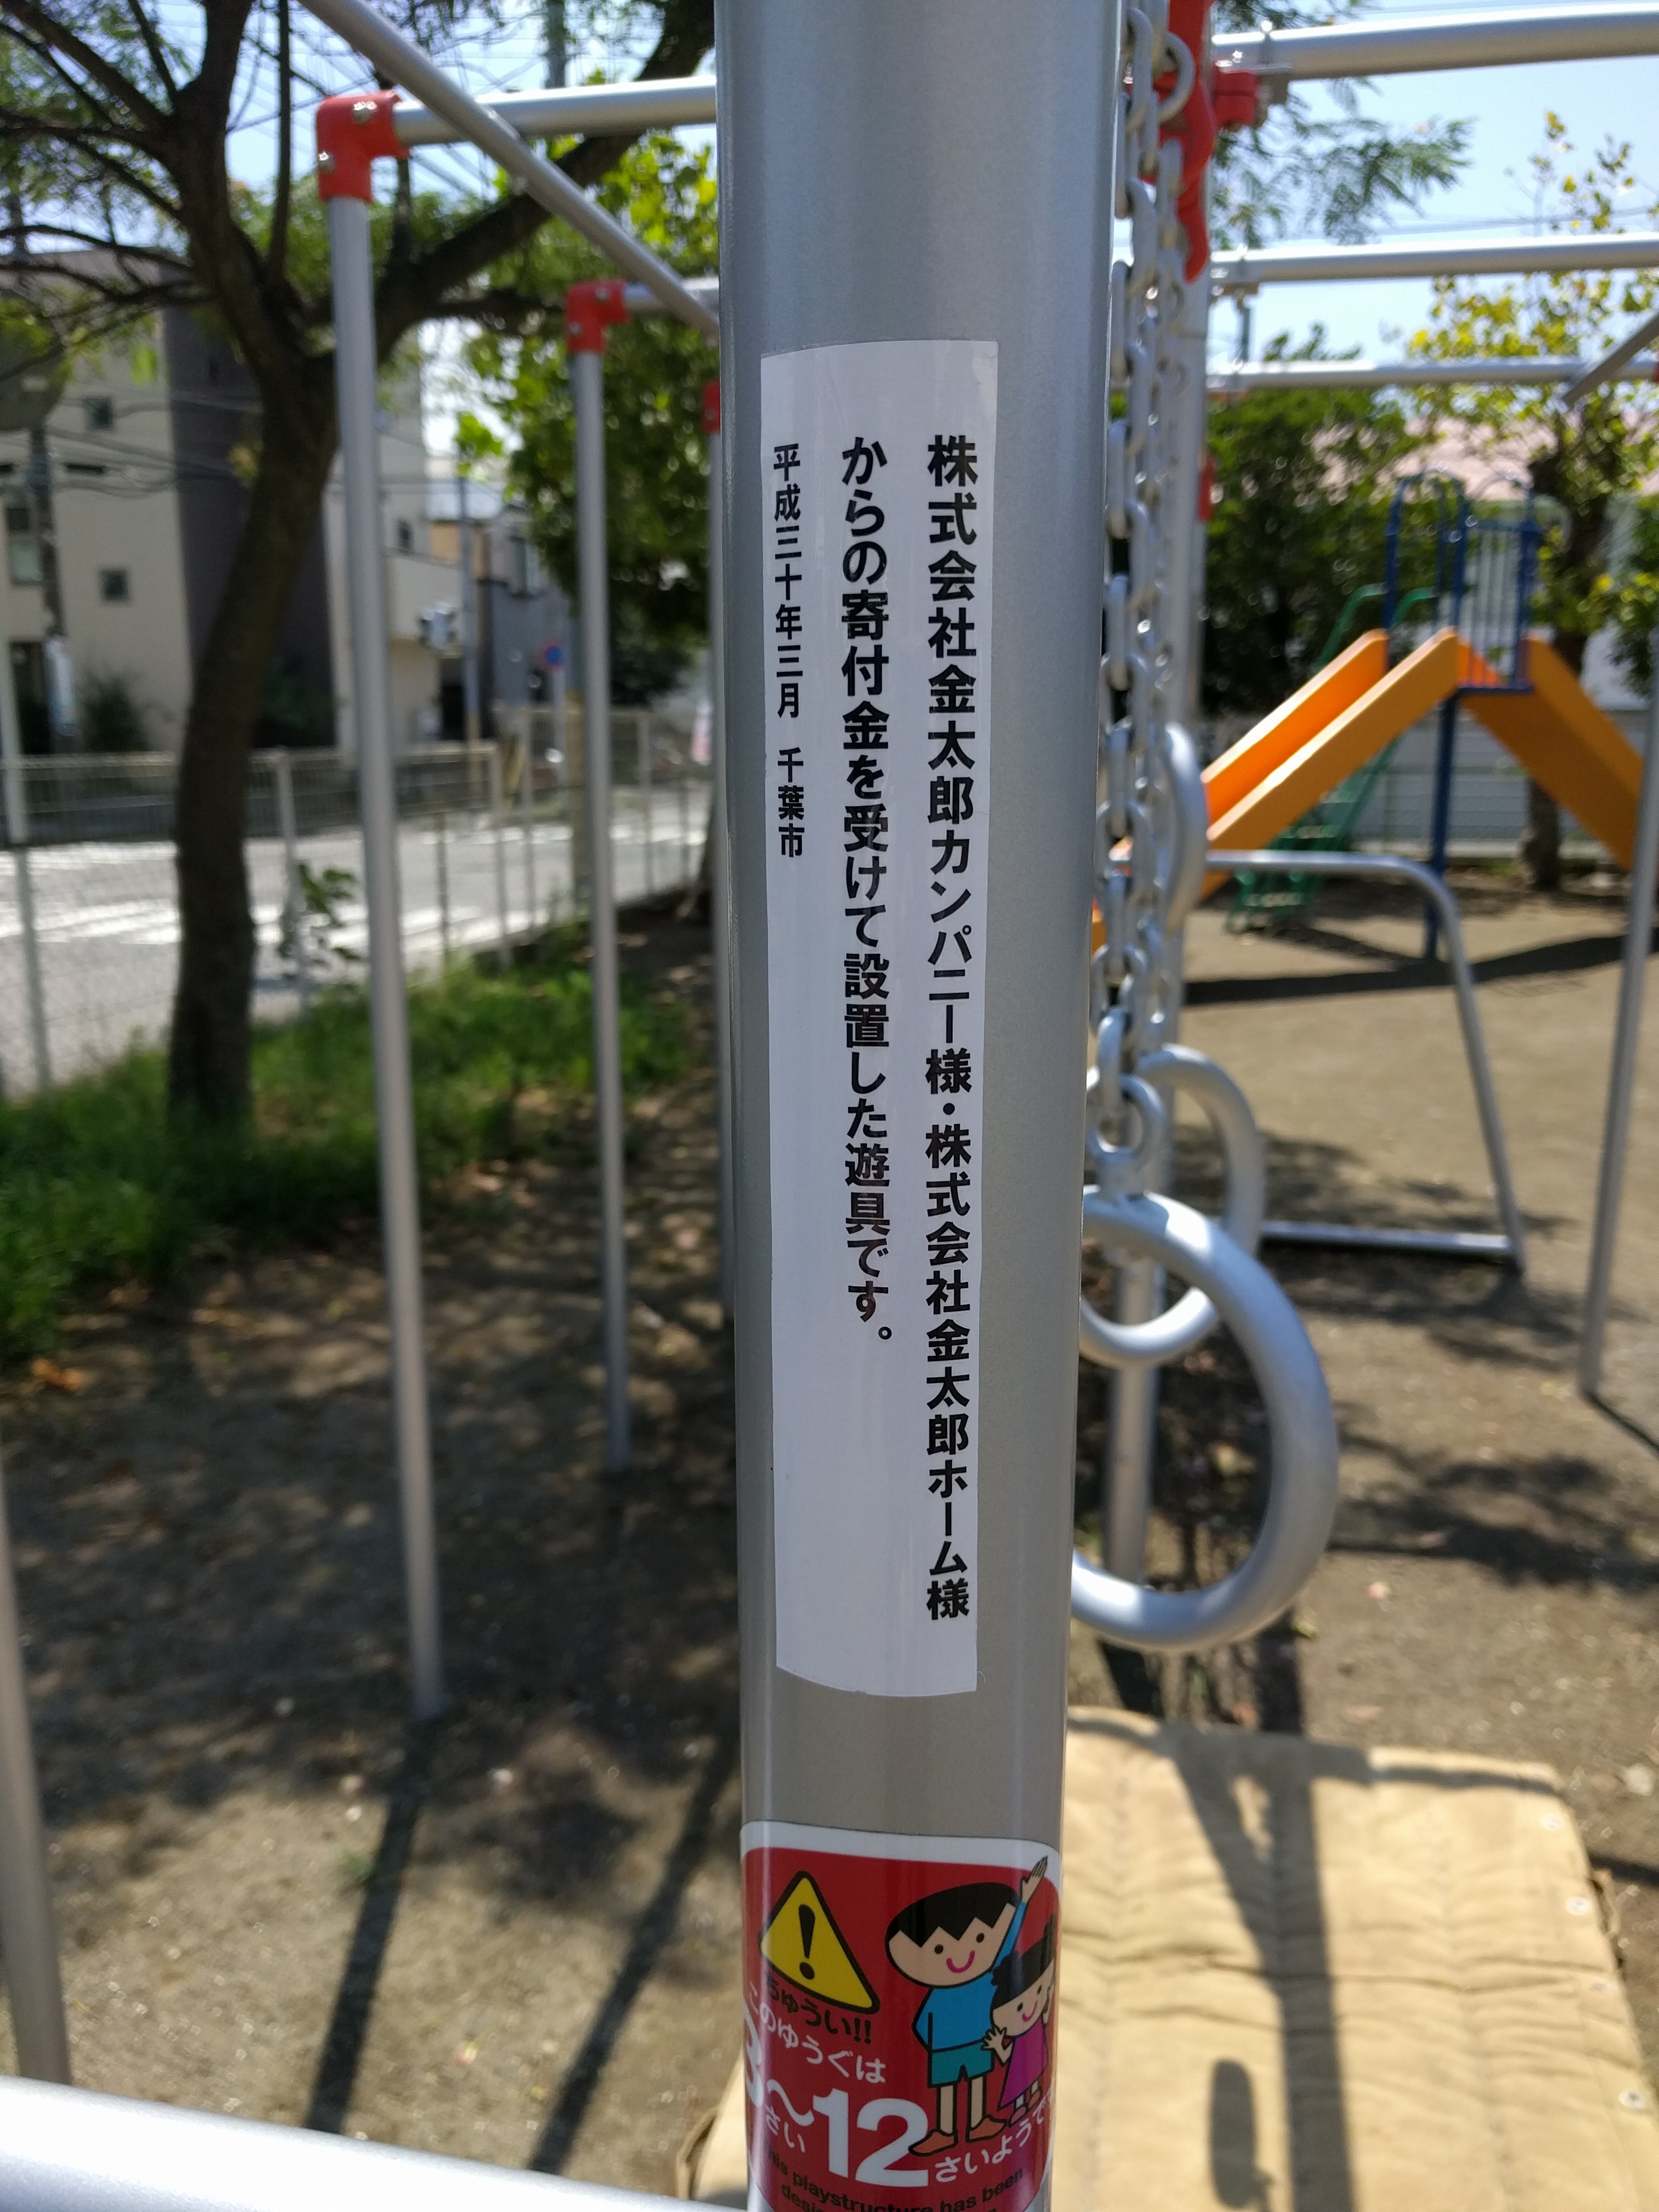 株式会社金太郎カンパニー様・株式会社金太郎ホーム様
からの寄付金を受けて設置した遊具です。
平成三十年三月 千葉市
ちゅうい!!
このゆうぐは
～12
さい
さいようで
playstructure has been